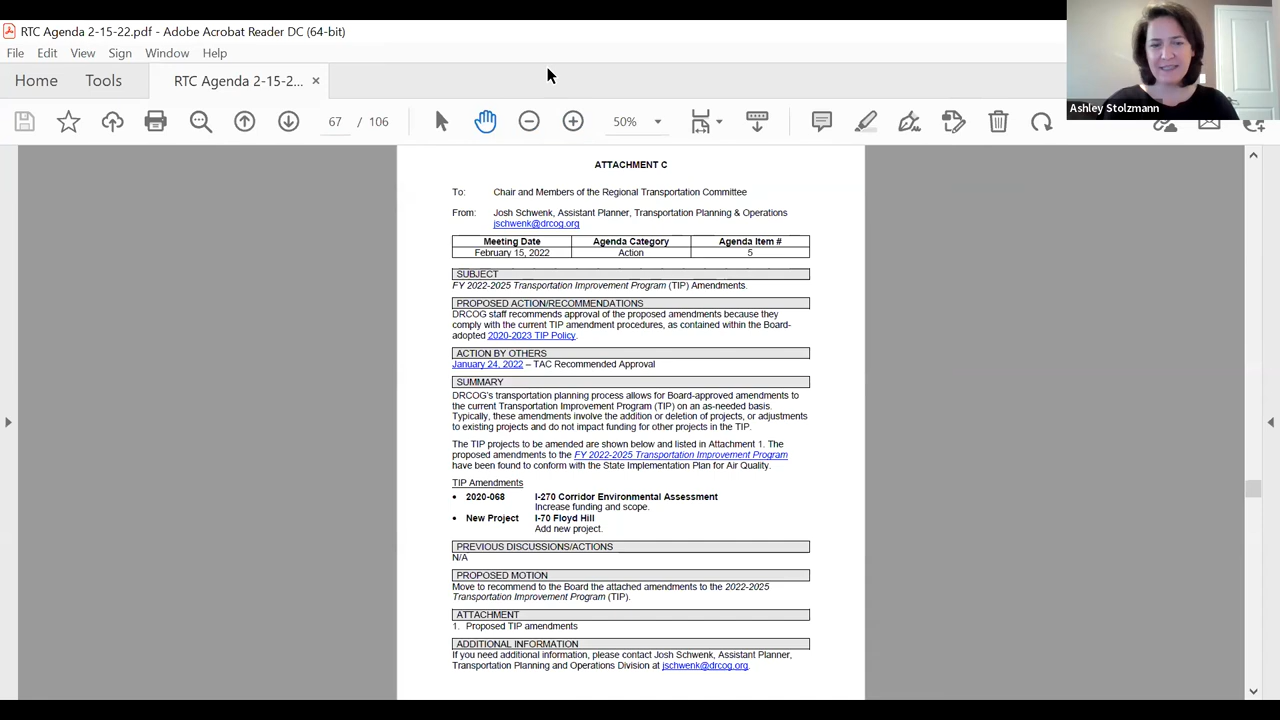 RTC Agenda 2-15-22.pdf - Adobe Acrobat Reader DC (64-bit)
File Edit View Sign Window Help
Home Tools RTC Agenda 2-15-2... ×
67 / 106 50%
Ashley Stolzmann
ATTACHMENT C
To: Chair and Members of the Regional Transportation Committee
From: Josh Schwenk, Assistant Planner, Transportation Planning & Operations
jschwenk@drcog.org
Meeting Date Agenda Category Agenda Item #
February 15, 2022 Action 5
SUBJECT
FY 2022-2025 Transportation Improvement Program (TIP) Amendments.
PROPOSED ACTION/RECOMMENDATIONS
DRCOG staff recommends approval of the proposed amendments because they
comply with the current TIP amendment procedures, as contained within the Board-
adopted 2020-2023 TIP Policy.
ACTION BY OTHERS
January 24, 2022 – TAC Recommended Approval
SUMMARY
DRCOG's transportation planning process allows for Board-approved amendments to
the current Transportation Improvement Program (TIP) on an as-needed basis.
Typically, these amendments involve the addition or deletion of projects, or adjustments
to existing projects and do not impact funding for other projects in the TIP.
The TIP projects to be amended are shown below and listed in Attachment 1. The
proposed amendments to the FY 2022-2025 Transportation Improvement Program
have been found to conform with the State Implementation Plan for Air Quality.
TIP Amendments
• 2020-068 I-270 Corridor Environmental Assessment
Increase funding and scope.
• New Project I-70 Floyd Hill
Add new project.
PREVIOUS DISCUSSIONS/ACTIONS
N/A
PROPOSED MOTION
Move to recommend to the Board the attached amendments to the 2022-2025
Transportation Improvement Program (TIP).
ATTACHMENT
1. Proposed TIP amendments
ADDITIONAL INFORMATION
If you need additional information, please contact Josh Schwenk, Assistant Planner,
Transportation Planning and Operations Division at jschwenk@drcog.org.